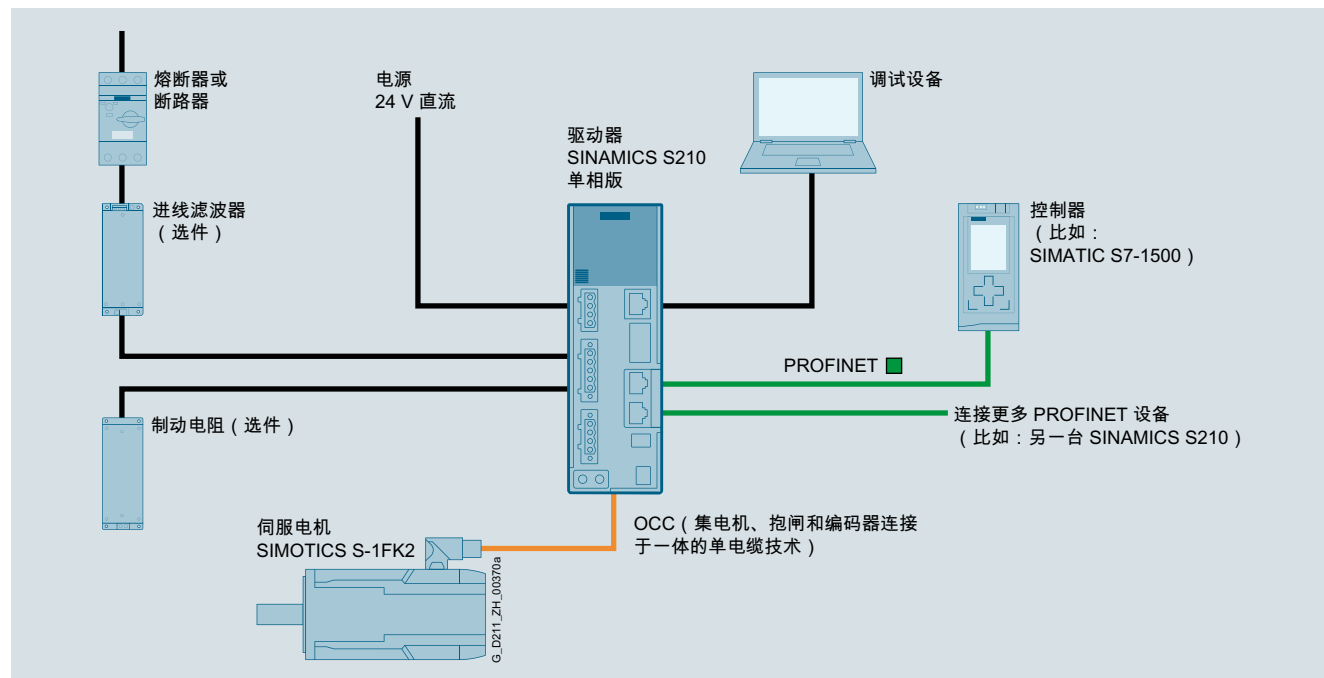 熔断器或
断路器
电源
24 V 直流
调试设备
驱动器
SINAMICS S210
单相版
进线滤波器
（选件）
控制器
（比如：
SIMATIC S7-1500）
PROFINET
制动电阻（选件）
连接更多 PROFINET 设备
（比如：另一台 SINAMICS S210）
伺服电机
SIMOTICS S-1FK2
OCC（集电机、抱闸和编码器连接
于一体的单电缆技术）
G_D211_ZH_00370a